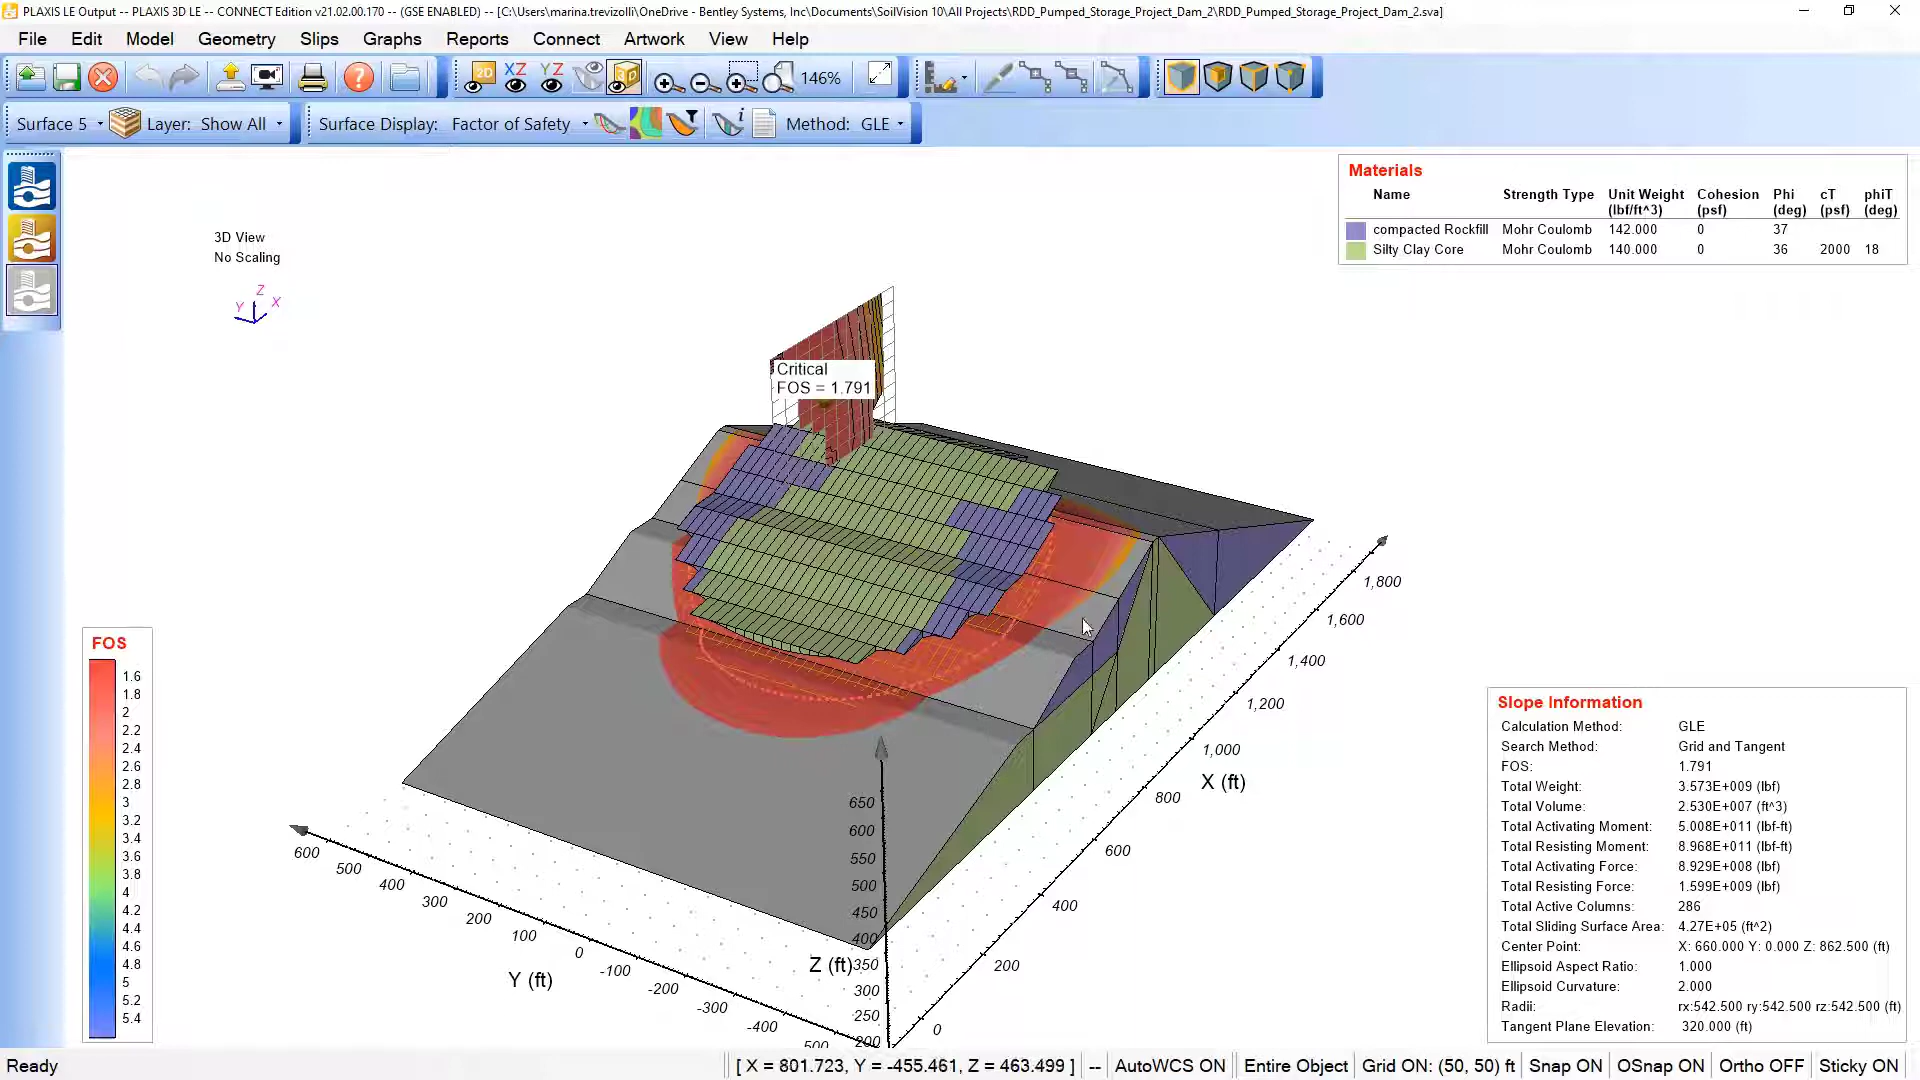 PLAXIS LE Output -- PLAXIS 3D LE -- CONNECT Edition v21.02.00.170 -- (GSE ENABLED) -- [C:\Users\marina.trevizolli\OneDrive - Bentley Systems, Inc\Documents\SoilVision 10\All Projects\RDD_Pumped_Storage_Project_Dam_2\RDD_Pumped_Storage_Project_Dam_2.sva]
File Edit Model Geometry Slips Graphs Reports Connect Artwork View Help
2D XZ YZ 3D 146%
Surface 5 Layer: Show All Surface Display: Factor of Safety Method: GLE
Materials
Name Strength Type Unit Weight (lbf/ft^3) Cohesion (psf) Phi (deg) cT (psf) phiT (deg)
compacted Rockfill Mohr Coulomb 142.000 0 37
Silty Clay Core Mohr Coulomb 140.000 0 36 2000 18
3D View
No Scaling
Z
Y X
Critical
FOS = 1.791
FOS
1.6
1.8
2
2.2
2.4
2.6
2.8
3
3.2
3.4
3.6
3.8
4
4.2
4.4
4.6
4.8
5
5.2
5.4
600
500
400
300
200
100
0
-100
-200
-300
-400
500
Y (ft)
650
600
550
500
450
400
350
300
250
200
Z (ft)
0
200
400
600
800
1,000
1,200
1,400
1,600
1,800
X (ft)
Slope Information
Calculation Method: GLE
Search Method: Grid and Tangent
FOS: 1.791
Total Weight: 3.573E+009 (lbf)
Total Volume: 2.530E+007 (ft^3)
Total Activating Moment: 5.008E+011 (lbf-ft)
Total Resisting Moment: 8.968E+011 (lbf-ft)
Total Activating Force: 8.929E+008 (lbf)
Total Resisting Force: 1.599E+009 (lbf)
Total Active Columns: 286
Total Sliding Surface Area: 4.27E+05 (ft^2)
Center Point: X: 660.000 Y: 0.000 Z: 862.500 (ft)
Ellipsoid Aspect Ratio: 1.000
Ellipsoid Curvature: 2.000
Radii: rx:542.500 ry:542.500 rz:542.500 (ft)
Tangent Plane Elevation: 320.000 (ft)
Ready [ X = 801.723, Y = -455.461, Z = 463.499 ] -- AutoWCS ON Entire Object Grid ON: (50, 50) ft Snap ON OSnap ON Ortho OFF Sticky ON